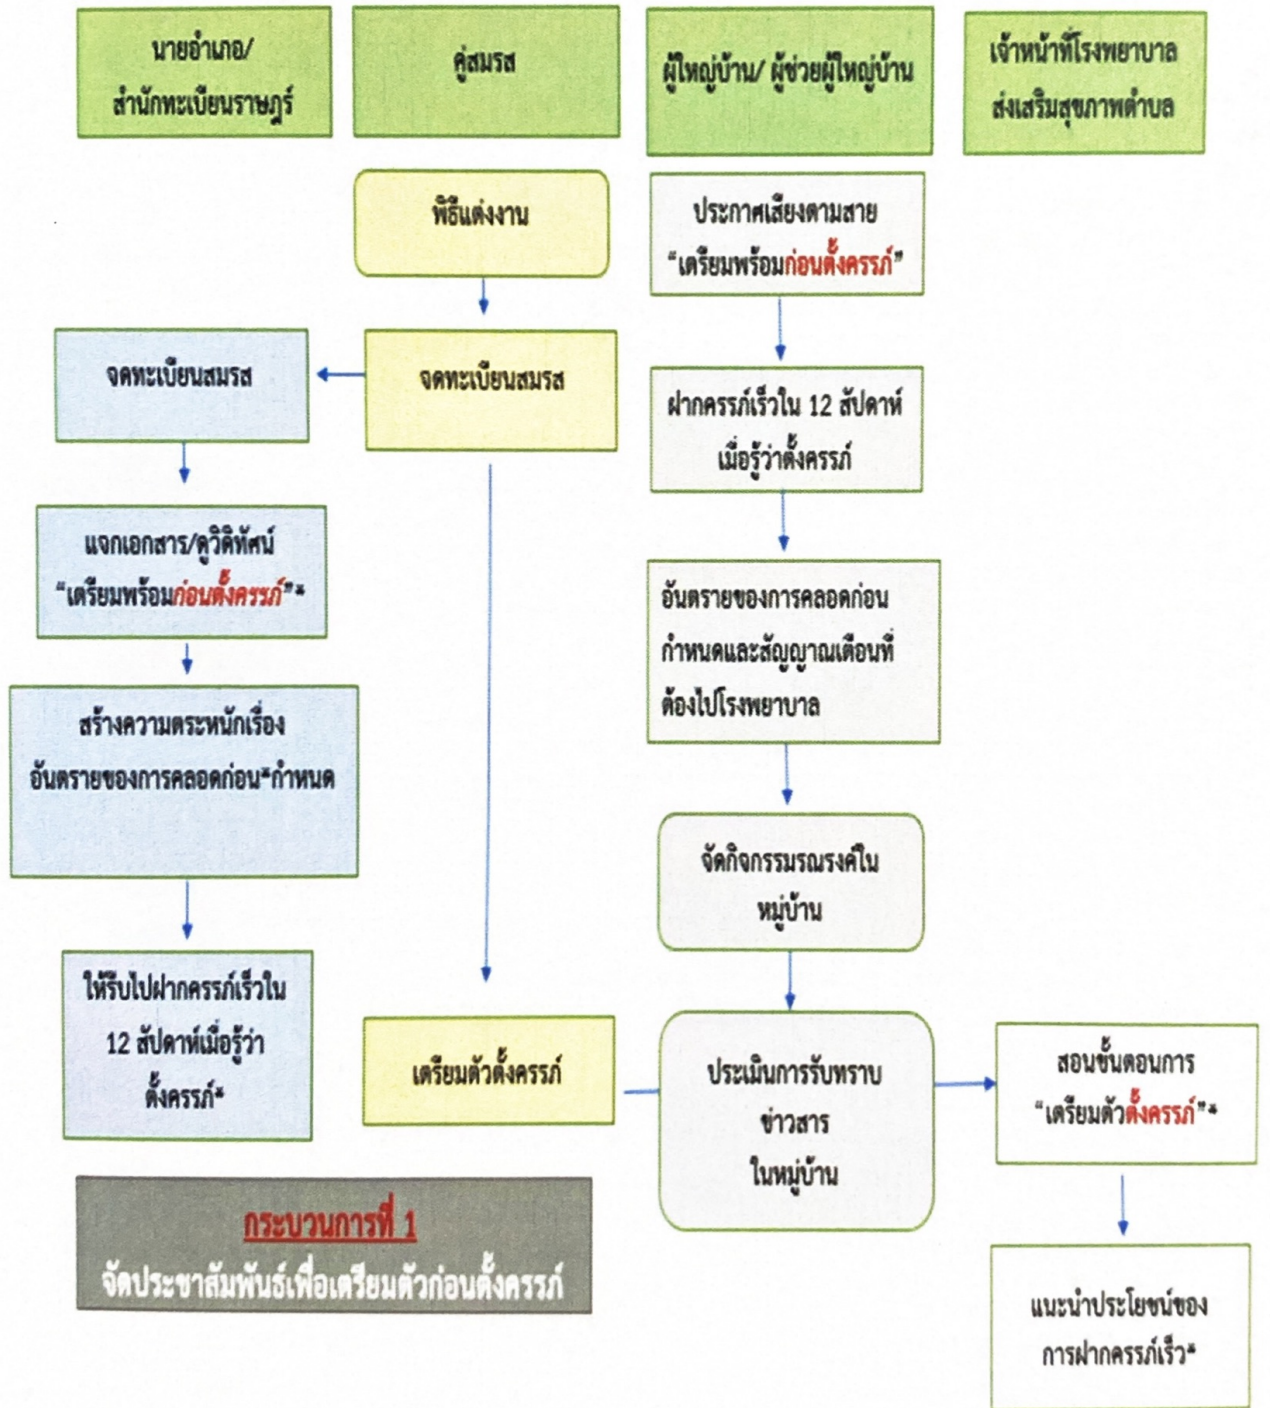 นายอำเภอ/
สำนักทะเบียนราษฎร์
คู่สมรส
ผู้ใหญ่บ้าน/ ผู้ช่วยผู้ใหญ่บ้าน
เจ้าหน้าที่โรงพยาบาล
ส่งเสริมสุขภาพตำบล
พิธีแต่งงาน
ประกาศเสียงตามสาย
“เตรียมพร้อมก่อนตั้งครรภ์”
จดทะเบียนสมรส
จดทะเบียนสมรส
ฝากครรภ์เร็วใน 12 สัปดาห์
เมื่อรู้ว่าตั้งครรภ์
แจกเอกสาร/ดูวิดิทัศน์
“เตรียมพร้อมก่อนตั้งครรภ์”*
อันตรายของการคลอดก่อน
กำหนดและสัญญาณเตือนที่
ต้องไปโรงพยาบาล
สร้างความตระหนักเรื่อง
อันตรายของการคลอดก่อน*กำหนด
จัดกิจกรรมรณรงค์ใน
หมู่บ้าน
ให้รีบไปฝากครรภ์เร็วใน
12 สัปดาห์เมื่อรู้ว่า
ตั้งครรภ์*
เตรียมตัวตั้งครรภ์
ประเมินการรับทราบ
ข่าวสาร
ในหมู่บ้าน
สอนขั้นตอนการ
“เตรียมตัวตั้งครรภ์”*
กระบวนการที่ 1
จัดประชาสัมพันธ์เพื่อเตรียมตัวก่อนตั้งครรภ์
แนะนำประโยชน์ของ
การฝากครรภ์เร็ว*